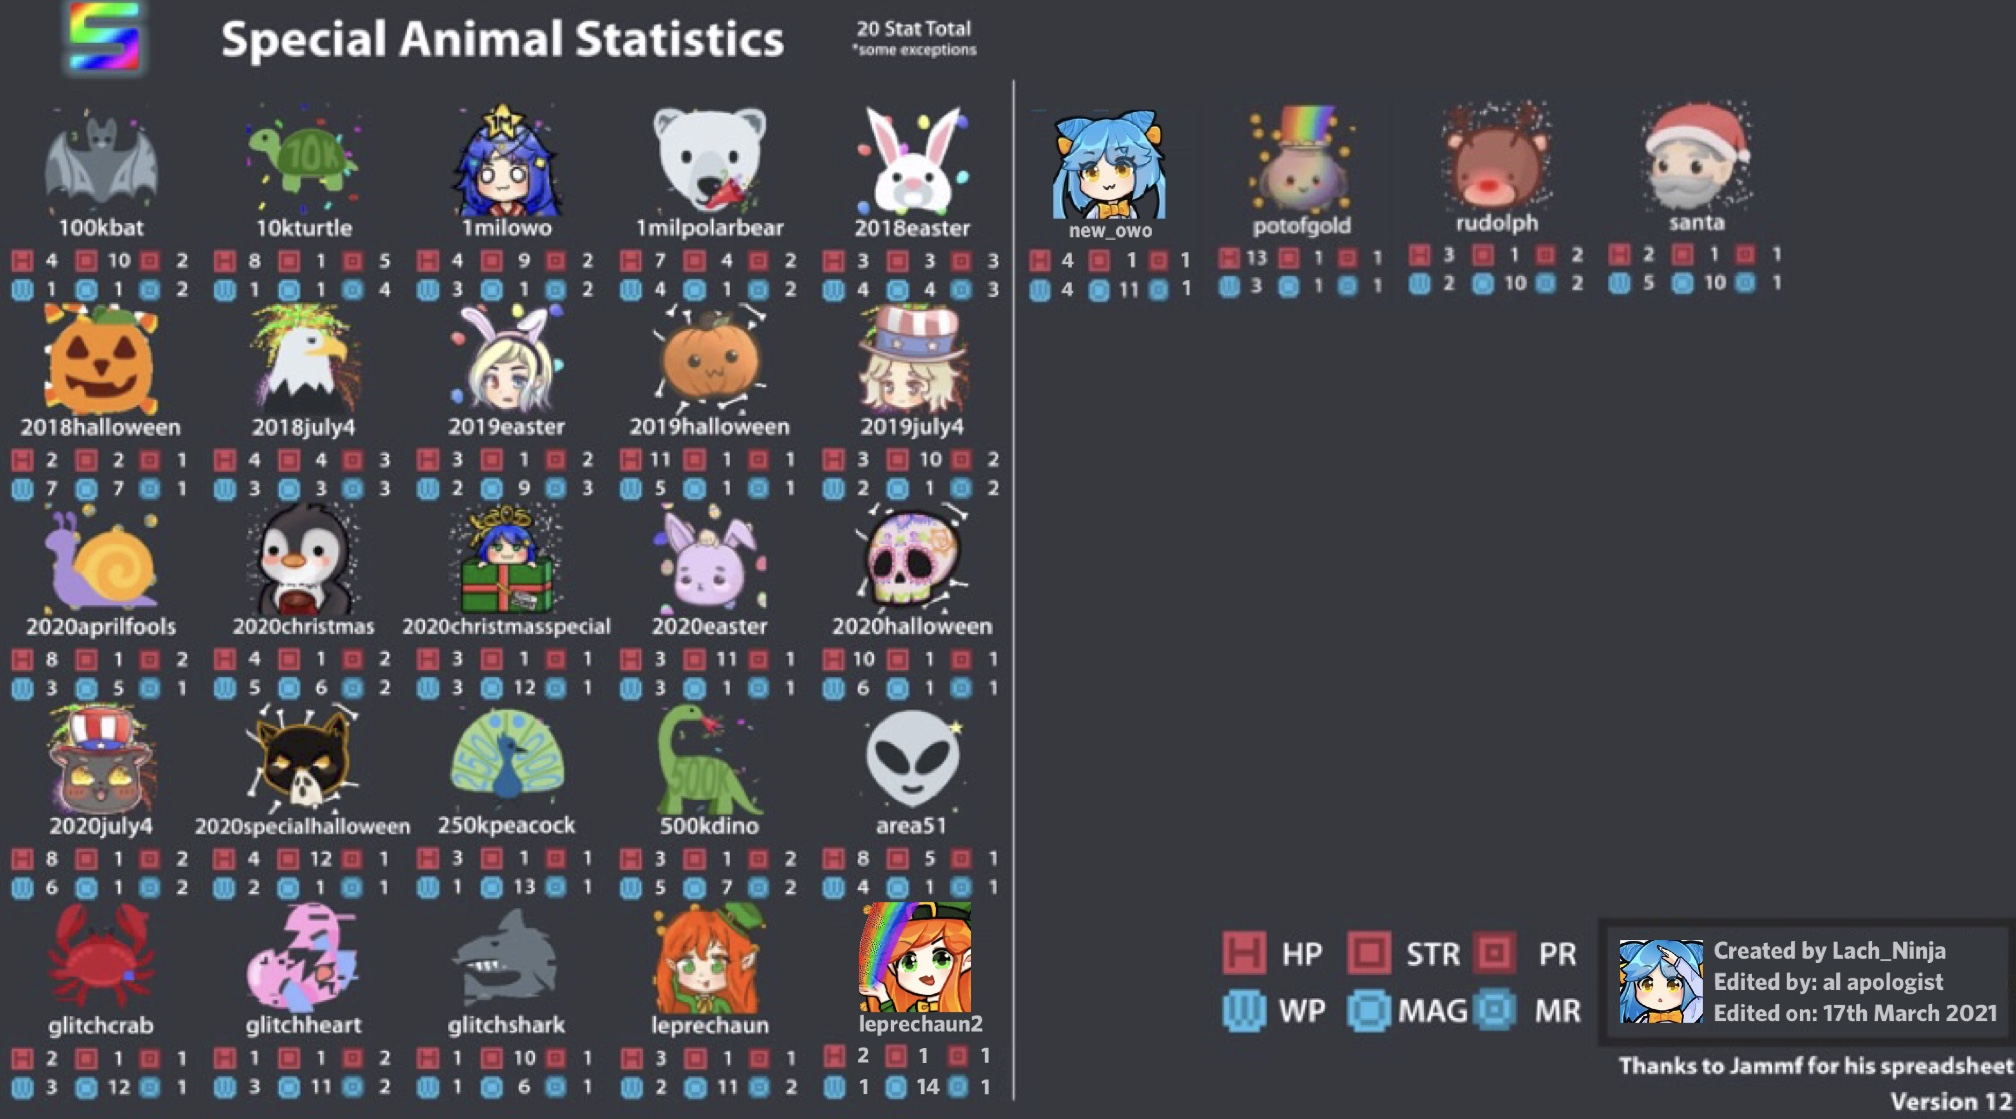 S Special Animal Statistics 20 Stat Total
*some exceptions
1M
10K
100kbat 10kturtle 1milowo 1milpolarbear 2018easter new_owo potofgold rudolph santa
H 4 10 2 H 8 1 5 H 4 9 2 H 7 4 2 H 3 3 3 H 4 1 1 H 13 1 1 H 3 1 2 H 2 1 1
W 1 1 2 W 1 1 4 W 3 1 2 W 4 1 2 W 4 4 3 W 4 11 1 W 3 1 1 W 2 10 2 W 5 10 1
2018halloween 2018july4 2019easter 2019halloween 2019july4
H 2 2 1 H 4 4 3 H 3 1 2 H 11 1 1 H 3 10 2
W 7 7 1 W 3 3 3 W 2 9 3 W 5 1 1 W 2 1 2
2020aprilfools 2020christmas 2020christmasspecial 2020easter 2020halloween
H 8 1 2 H 4 1 2 H 3 1 1 H 3 11 1 H 10 1 1
W 3 5 1 W 5 6 2 W 3 12 1 W 3 1 1 W 6 1 1
250 000 500K
2020july4 2020specialhalloween 250kpeacock 500kdino area51
H 8 1 2 H 4 12 1 H 3 1 1 H 3 1 2 H 8 5 1
W 6 1 2 W 2 1 1 W 1 13 1 W 5 7 2 W 4 1 1
glitchcrab glitchheart glitchshark leprechaun leprechaun2
H 2 1 1 H 1 1 2 H 1 10 1 H 3 1 1 H 2 1 1
W 3 12 1 W 3 11 2 W 1 6 1 W 2 11 2 W 1 14 1
H HP STR PR
W WP MAG MR
Created by Lach_Ninja
Edited by: al apologist
Edited on: 17th March 2021
Thanks to Jammf for his spreadsheet
Version 12